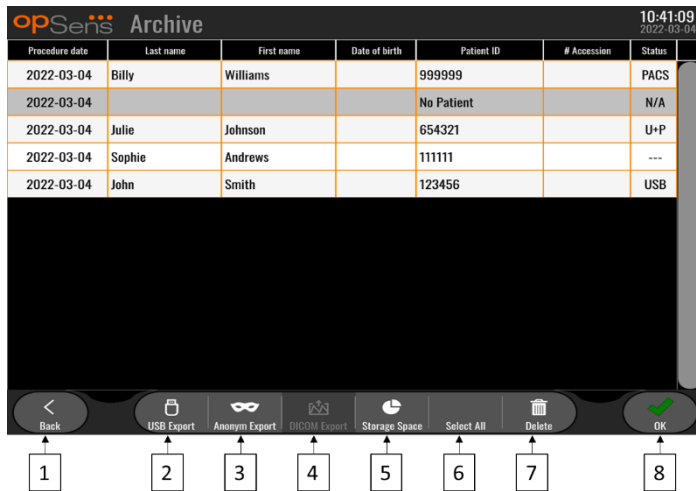 opSens Archive 10:41:09
2022-03-04
Procedure date Last name First name Date of birth Patient ID # Accession Status
2022-03-04 Billy Williams 999999 PACS
2022-03-04 No Patient N/A
2022-03-04 Julie Johnson 654321 U+P
2022-03-04 Sophie Andrews 111111 ---
2022-03-04 John Smith 123456 USB
Back USB Export Anonym Export DICOM Export Storage Space Select All Delete OK
1 2 3 4 5 6 7 8